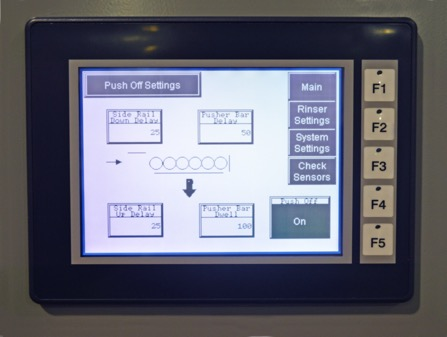 Push Off Settings
Main
F1
Side Rail
Down Delay
25
Pusher Bar
Delay
50
Rinser
Settings
F2
System
Settings
Check
Sensors
F3
Side Rail
Up Delay
25
Pusher Bar
Dwell
100
Push Off
On
F4
F5